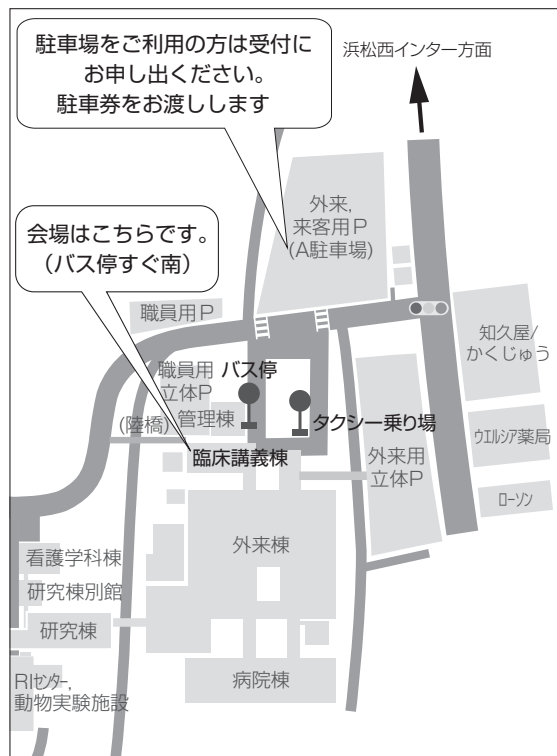 駐車場をご利用の方は受付に
お申し出ください。
駐車券をお渡しします
浜松西インター方面
会場はこちらです。
(バス停すぐ南)
外来,
来客用P
(A駐車場)
職員用P
知久屋/
かくじゅう
職員用
立体P
バス停
(陸橋)
管理棟
タクシー乗り場
ウエルシア薬局
臨床講義棟
外来用
立体P
ローソン
外来棟
看護学科棟
研究棟別館
研究棟
病院棟
RIセンター,
動物実験施設